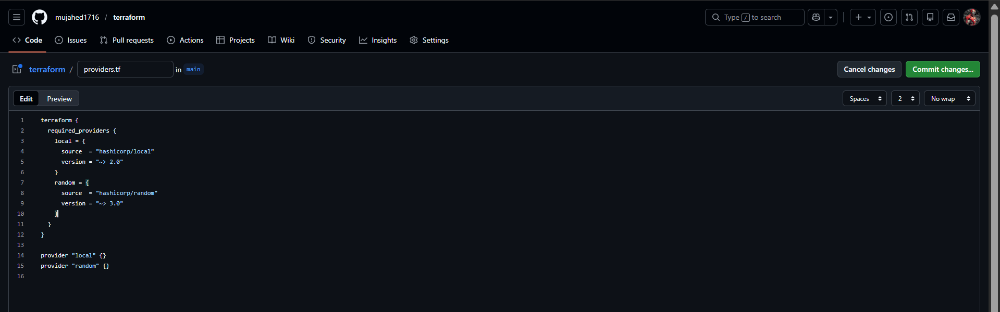 mujahed1716 / terraform
Type / to search
Code Issues Pull requests Actions Projects Wiki Security Insights Settings
terraform / providers.tf in main
Cancel changes Commit changes...
Edit Preview
Spaces 2 No wrap
1 terraform {
2   required_providers {
3     local = {
4       source  = "hashicorp/local"
5       version = "~> 2.0"
6     }
7     random = {
8       source  = "hashicorp/random"
9       version = "~> 3.0"
10     }
11   }
12 }
13
14 provider "local" {}
15 provider "random" {}
16